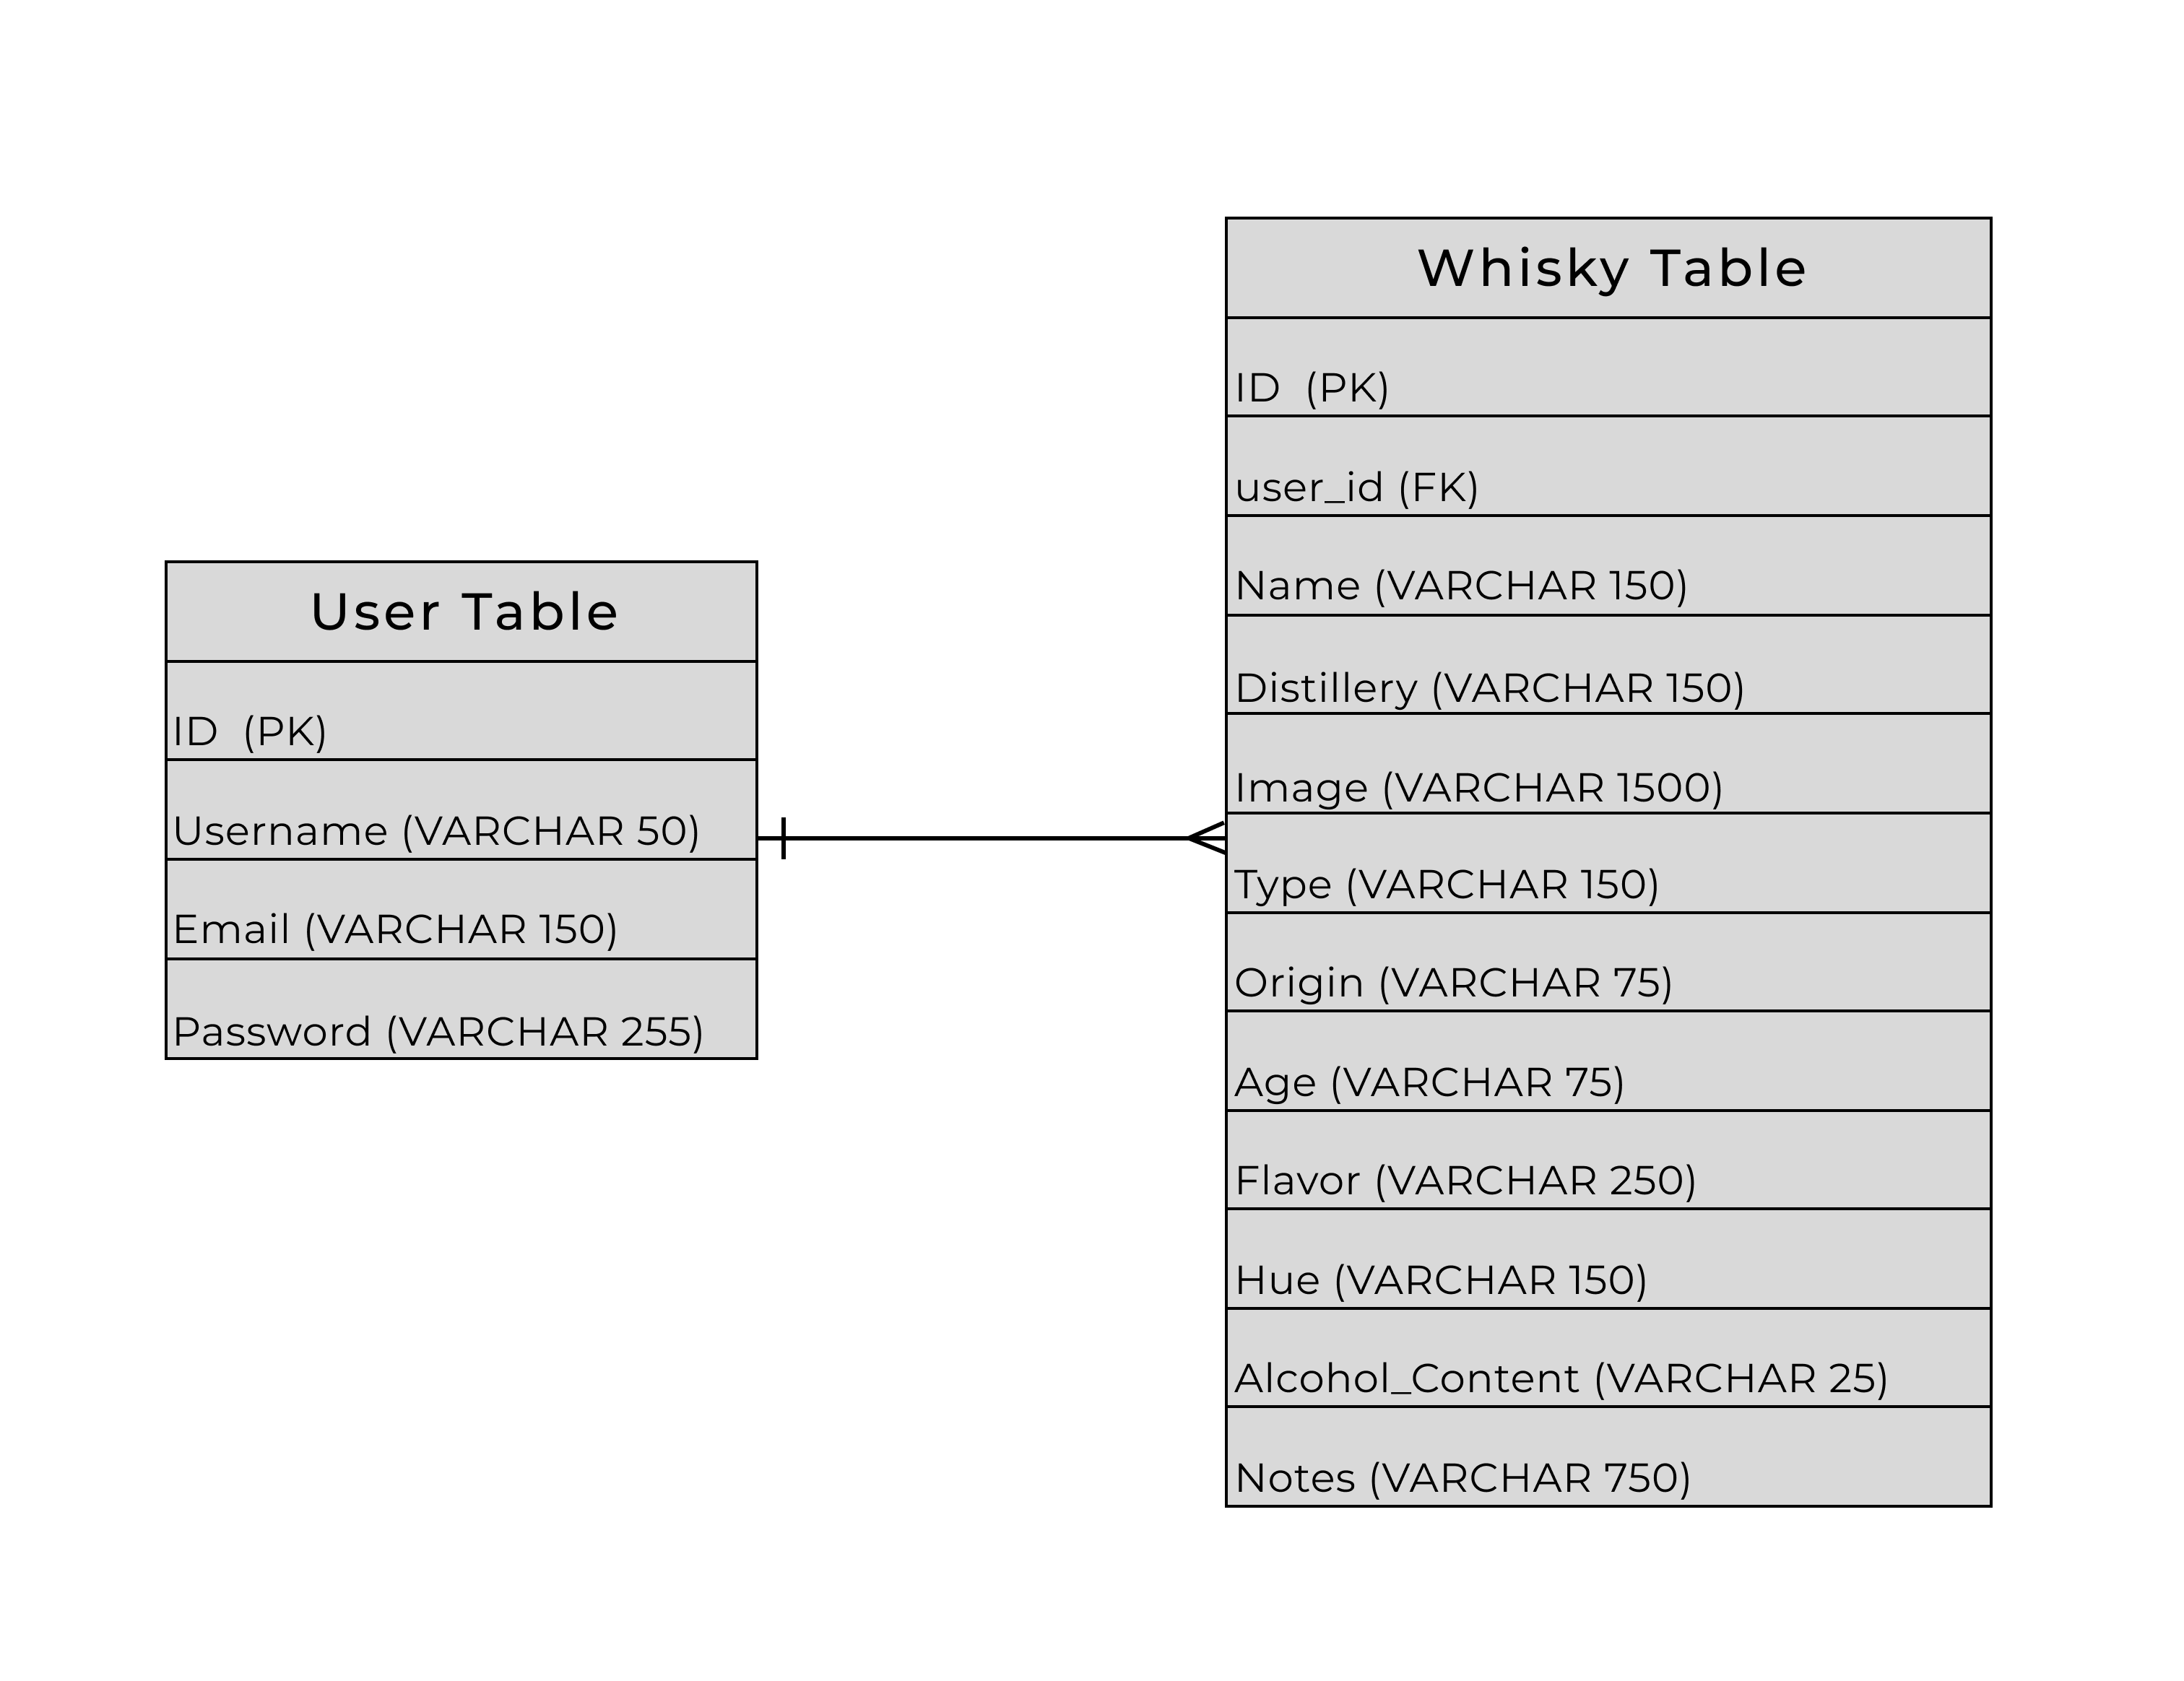 User Table
ID (PK)
Username (VARCHAR 50)
Email (VARCHAR 150)
Password (VARCHAR 255)
Whisky Table
ID (PK)
user_id (FK)
Name (VARCHAR 150)
Distillery (VARCHAR 150)
Image (VARCHAR 1500)
Type (VARCHAR 150)
Origin (VARCHAR 75)
Age (VARCHAR 75)
Flavor (VARCHAR 250)
Hue (VARCHAR 150)
Alcohol_Content (VARCHAR 25)
Notes (VARCHAR 750)